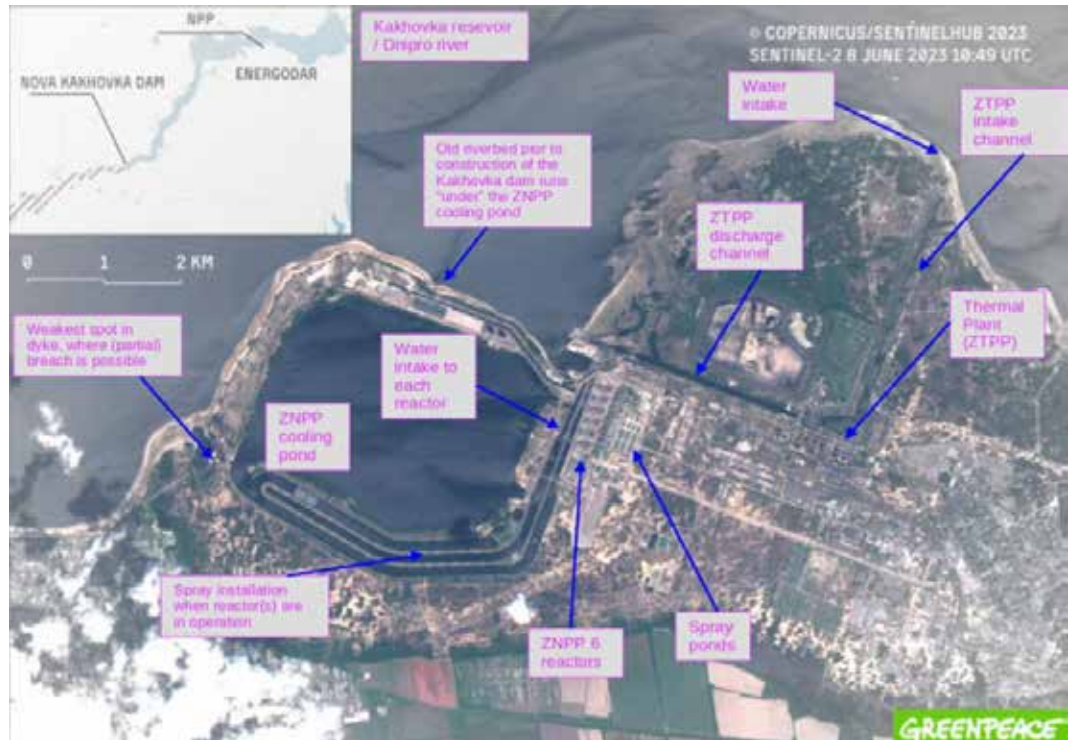 NPP
ENERGODAR
NOVA KAKHOVKA DAM
Kakhovka resevoir
/ Dnipro river
© COPERNICUS/SENTINELHUB 2023
SENTINEL-2 8 JUNE 2023 10:49 UTC
Water
intake
ZTPP
intake
channel
Old riverbed pior to
construction of the
Kakhovka dam runs
"under" the ZNPP
cooling pond
ZTPP
discharge
channel
0 1 2 KM
Weakest spot in
dyke, where (partial)
breach is possible
Water
intake to
each
reactor
Thermal
Plant
(ZTPP)
ZNPP
cooling
pond
Spray installation
when reactor(s) are
in operation
ZNPP 6
reactors
Spray
ponds
GREENPEACE